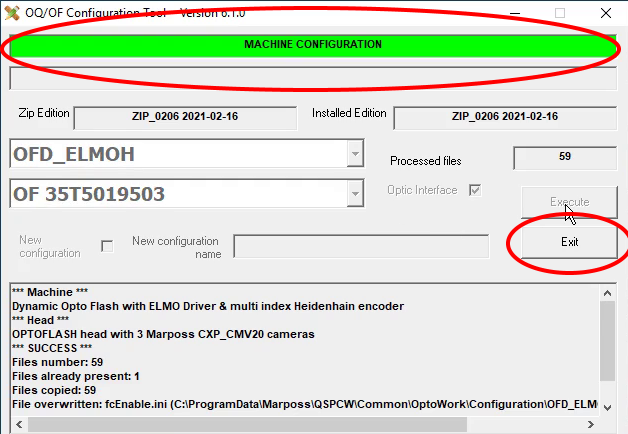 OQ/OF Configuration Tool - Version 6.1.0
MACHINE CONFIGURATION
Zip Edition
ZIP_0206 2021-02-16
Installed Edition
ZIP_0206 2021-02-16
OFD_ELMOH
Processed files
59
OF 35T5019503
Optic Interface
Execute
New configuration
New configuration name
Exit
*** Machine ***
Dynamic Opto Flash with ELMO Driver & multi index Heidenhain encoder
*** Head ***
OPTOFLASH head with 3 Marposs CXP_CMV20 cameras
*** SUCCESS ***
Files number: 59
Files already present: 1
Files copied: 59
File overwritten: fcEnable.ini (C:\ProgramData\Marposs\QSPCW\Common\OptoWork\Configuration\OFD_ELM